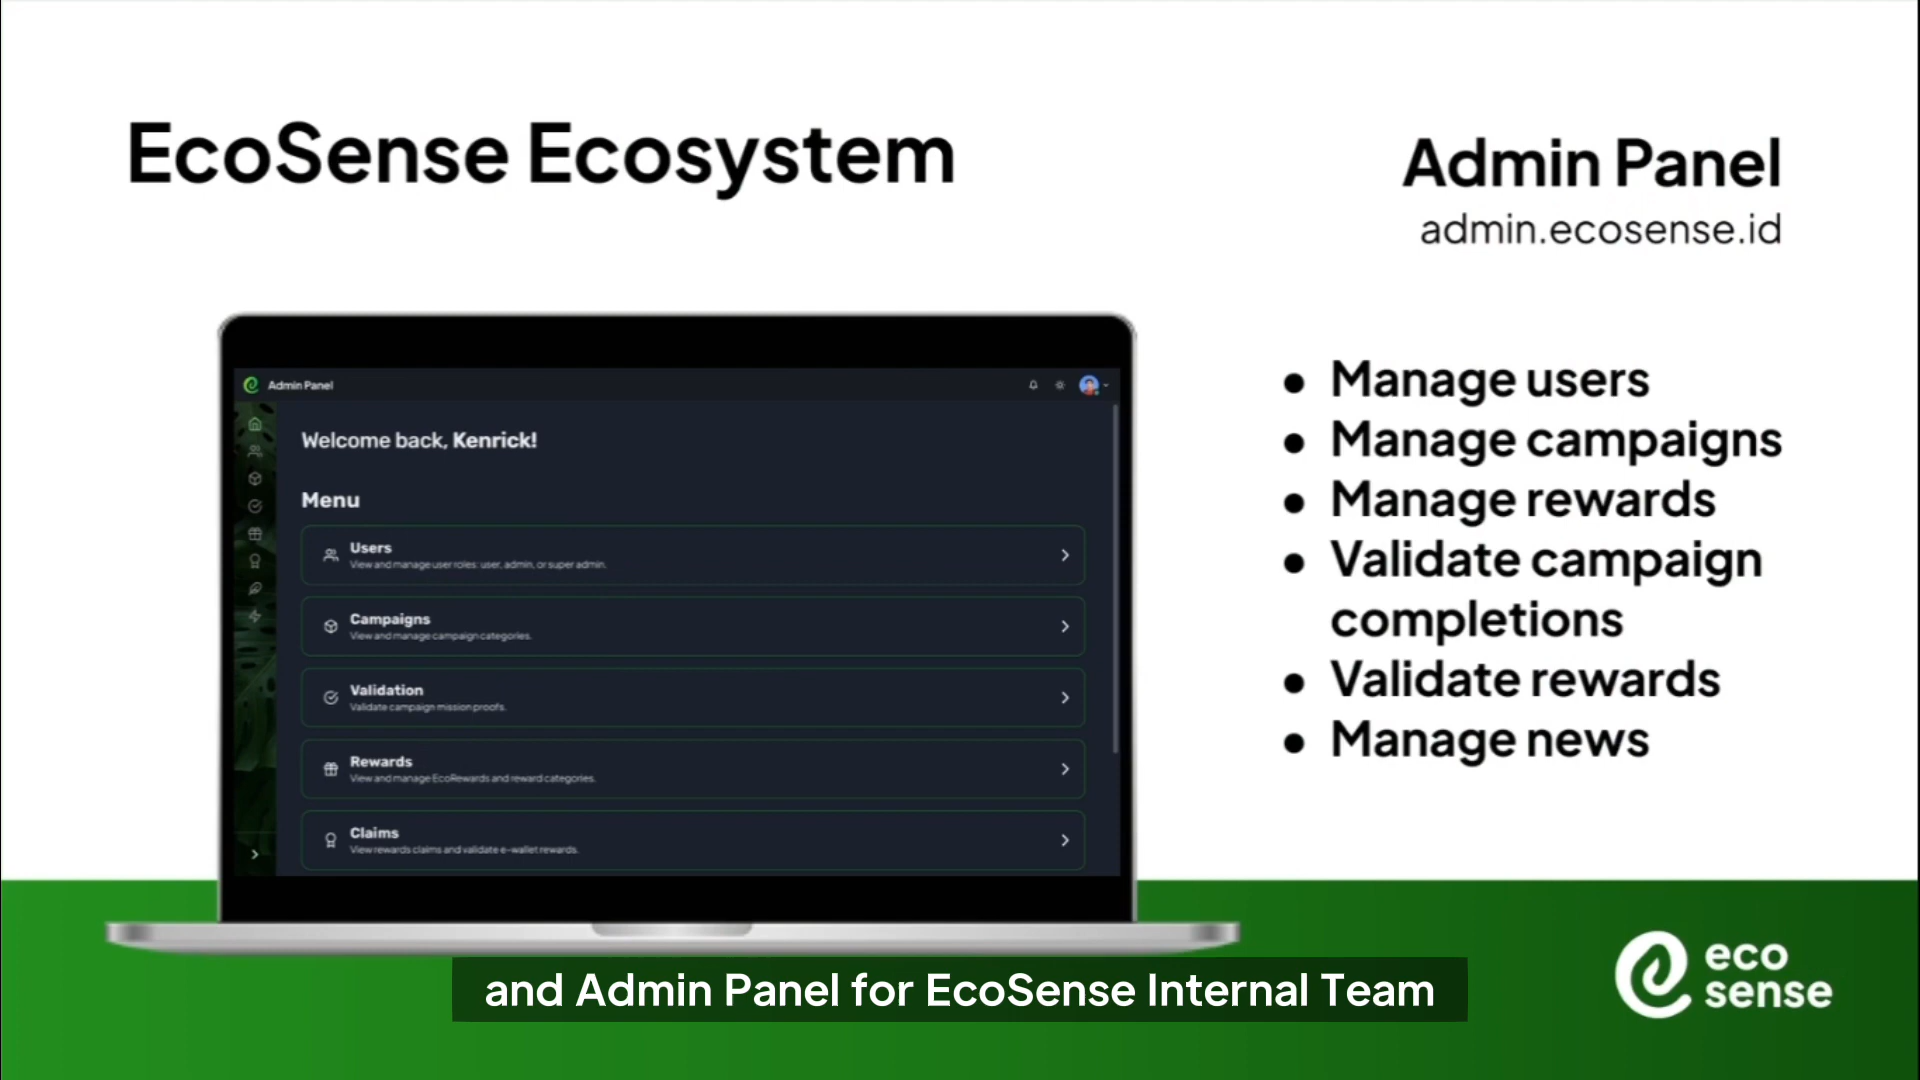 EcoSense Ecosystem
Admin Panel
admin.ecosense.id
Admin Panel
Welcome back, Kenrick!
Menu
Users
View and manage user roles: user, admin, or super admin.
Campaigns
View and manage campaign categories.
Validation
Validate campaign mission proofs.
Rewards
View and manage EcoRewards and reward categories.
Claims
View rewards claims and validate e-wallet rewards.
• Manage users
• Manage campaigns
• Manage rewards
• Validate campaign
completions
• Validate rewards
• Manage news
and Admin Panel for EcoSense Internal Team
eco
sense